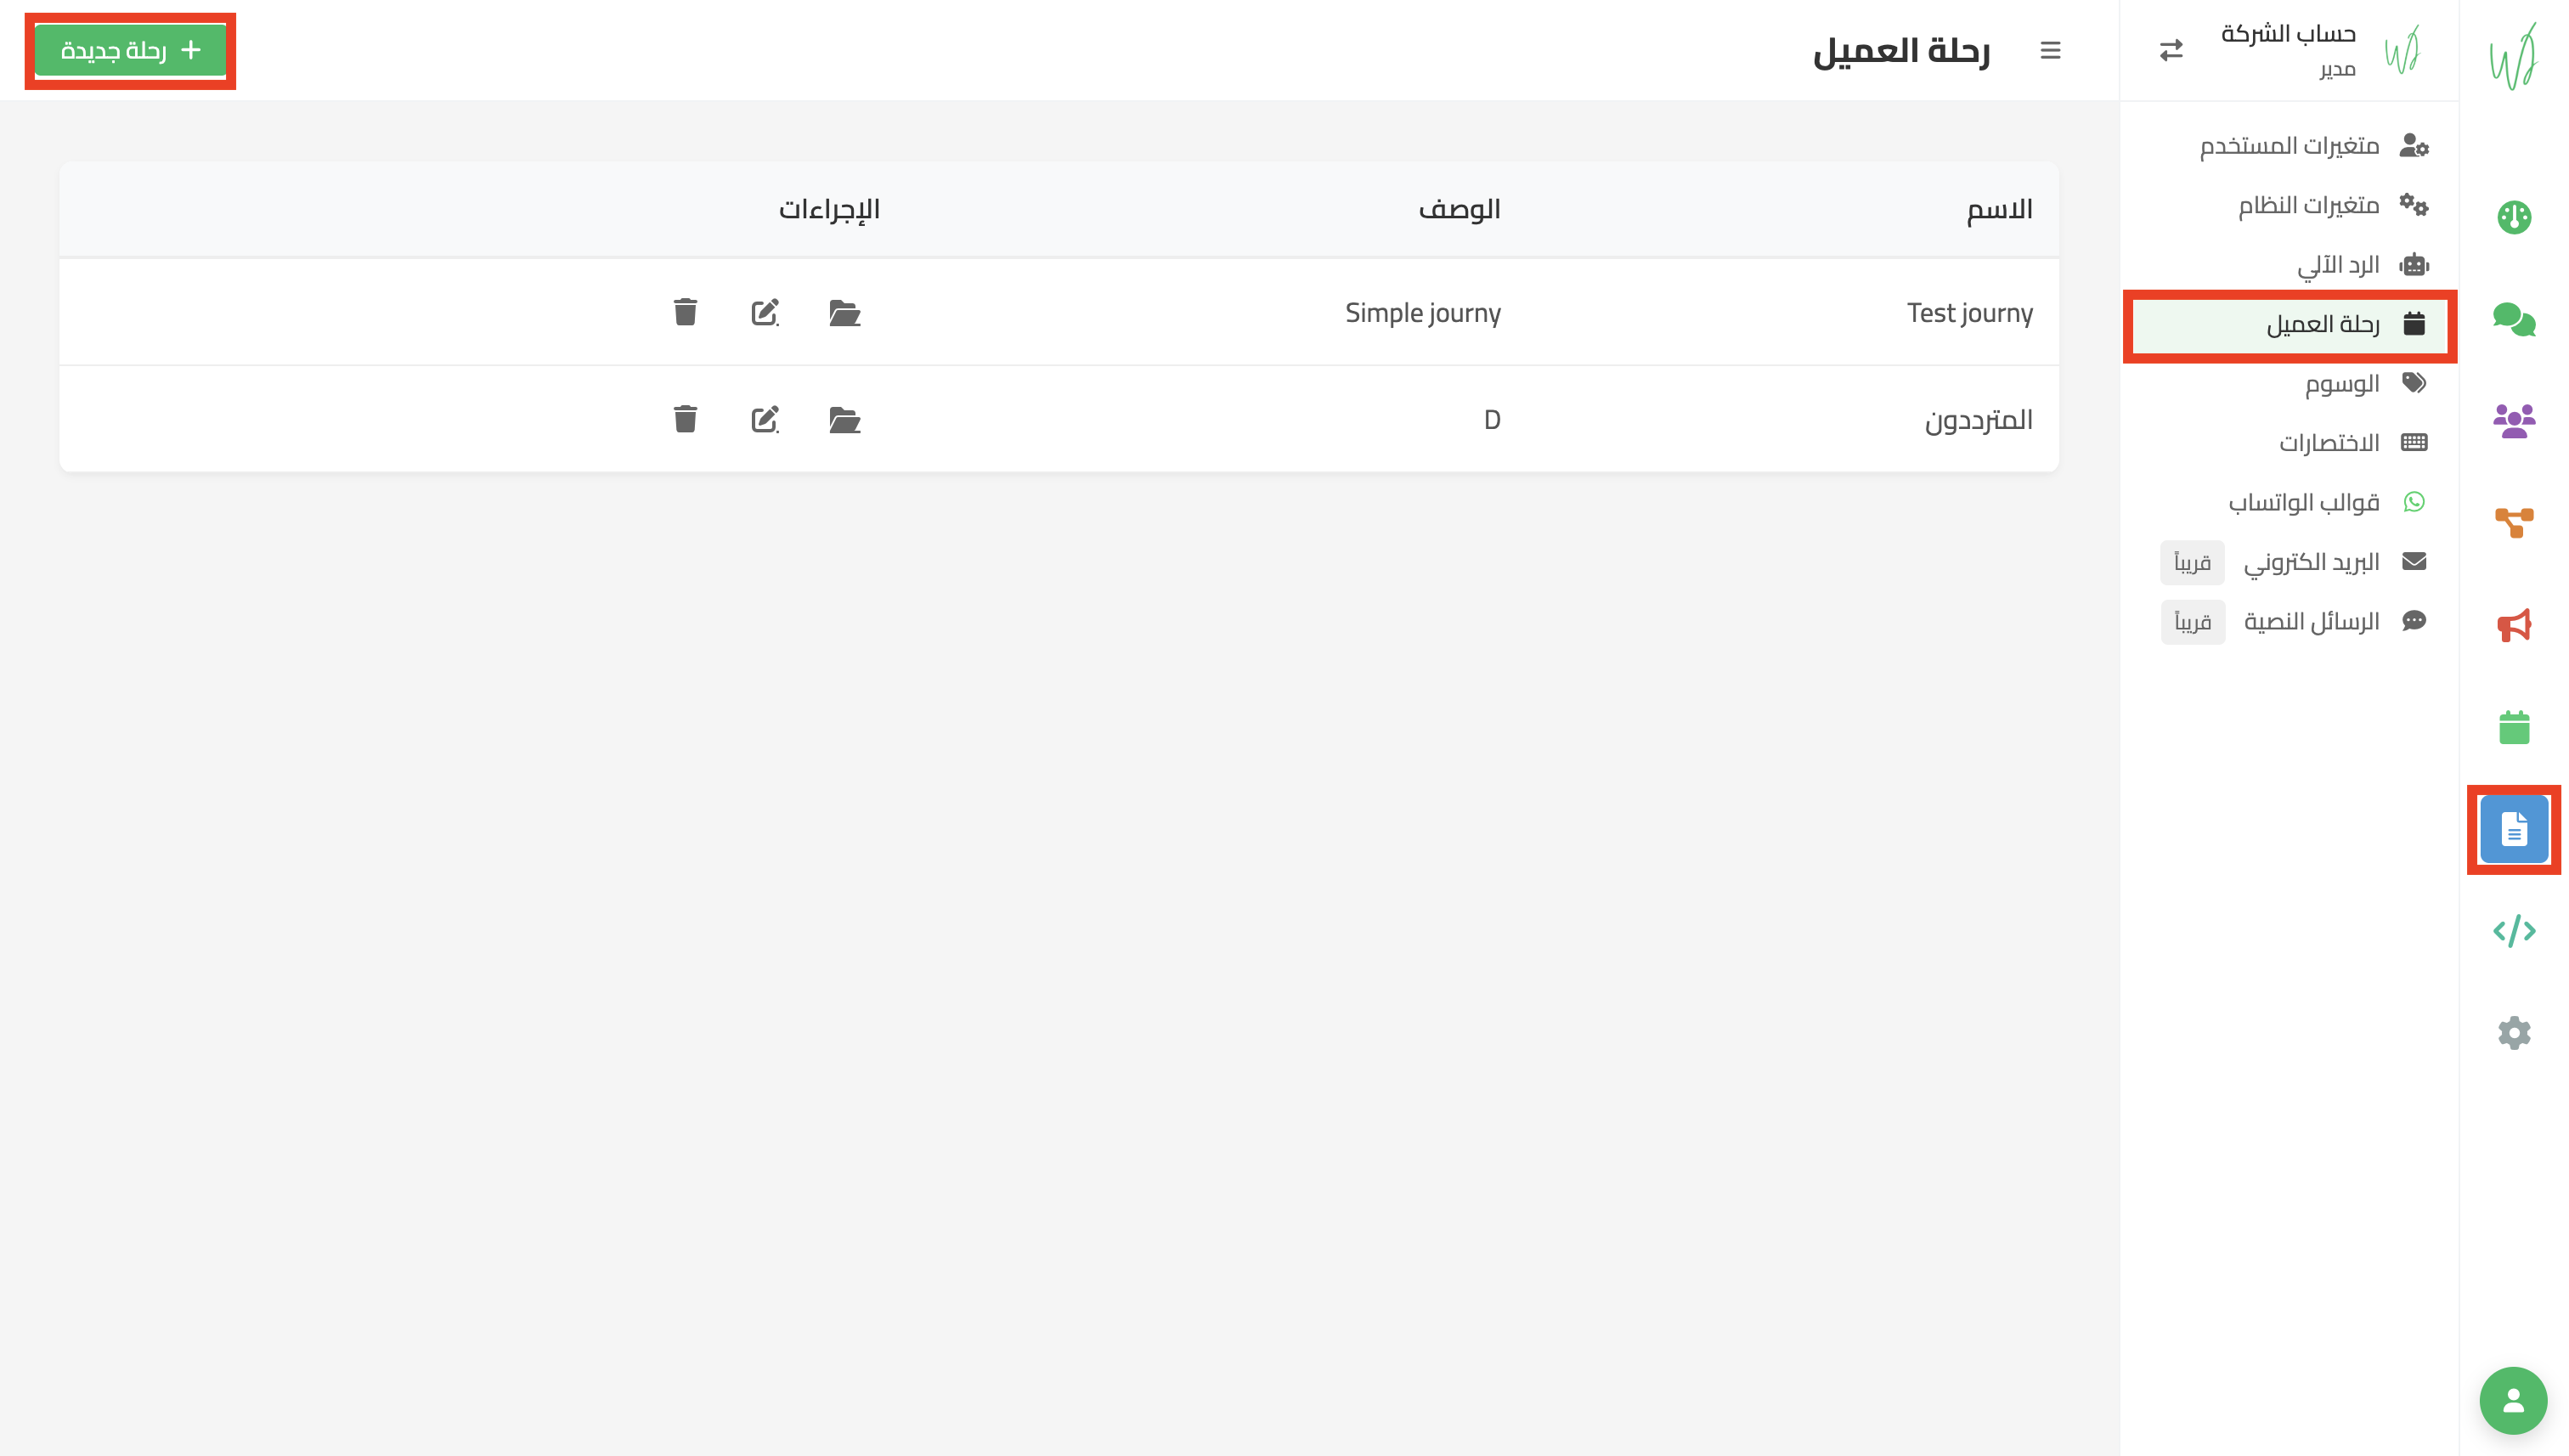 حساب الشركة
مدير
متغيرات المستخدم
متغيرات النظام
الرد الآلي
رحلة العميل
الوسوم
الاختصارات
قوالب الواتساب
البريد الكتروني قريباً
الرسائل النصية قريباً
رحلة العميل
+ رحلة جديدة
الاسم الوصف الإجراءات
Test journy Simple journy
المترددون D